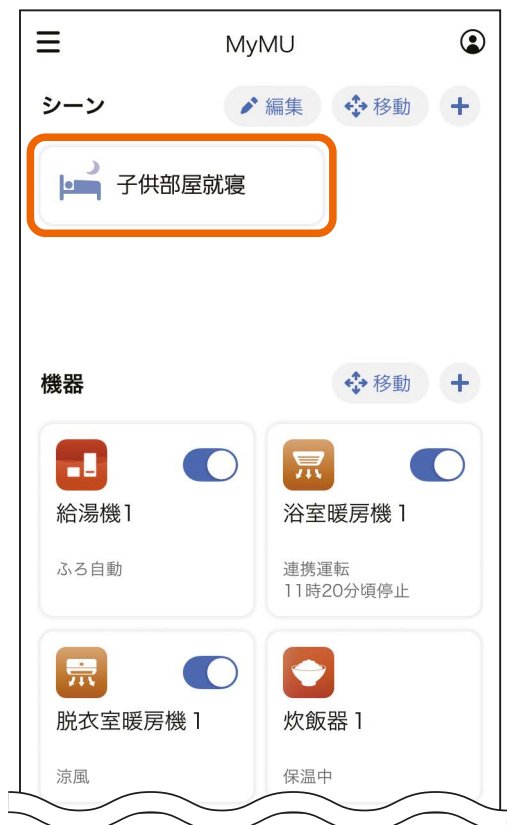 MyMU
シーン
編集
移動
子供部屋就寝
機器
移動
給湯機1
ふろ自動
浴室暖房機1
連携運転
11時20分頃停止
脱衣室暖房機1
涼風
炊飯器1
保温中